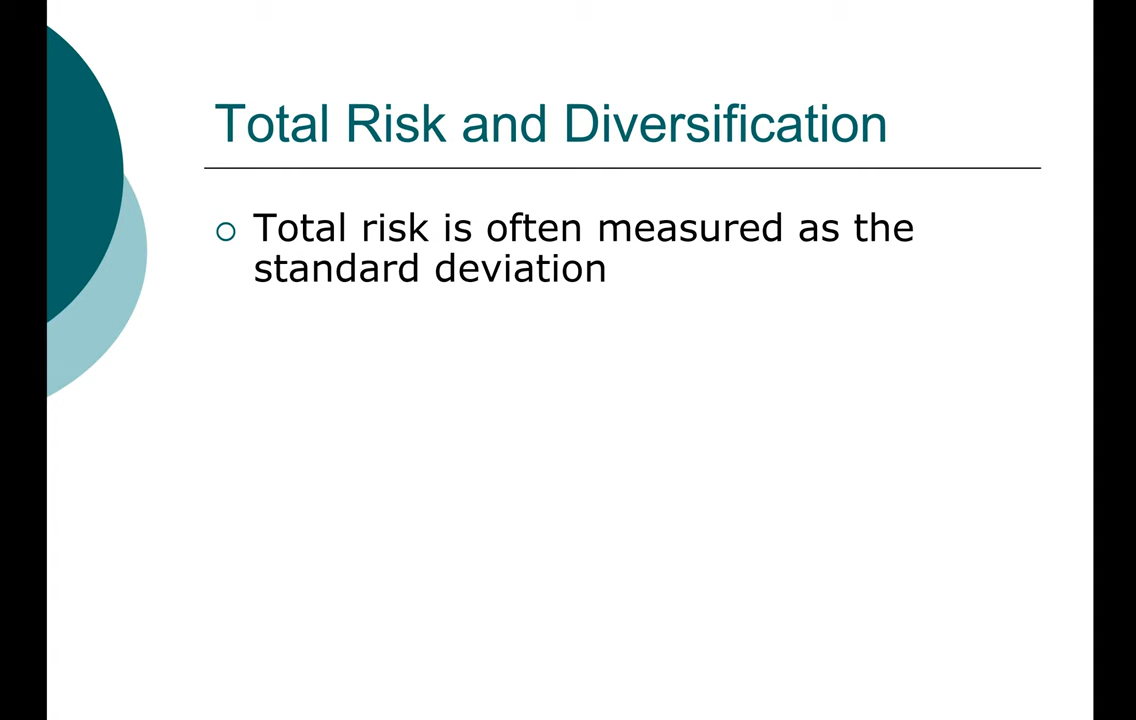 Total Risk and Diversification
Total risk is often measured as the
standard deviation